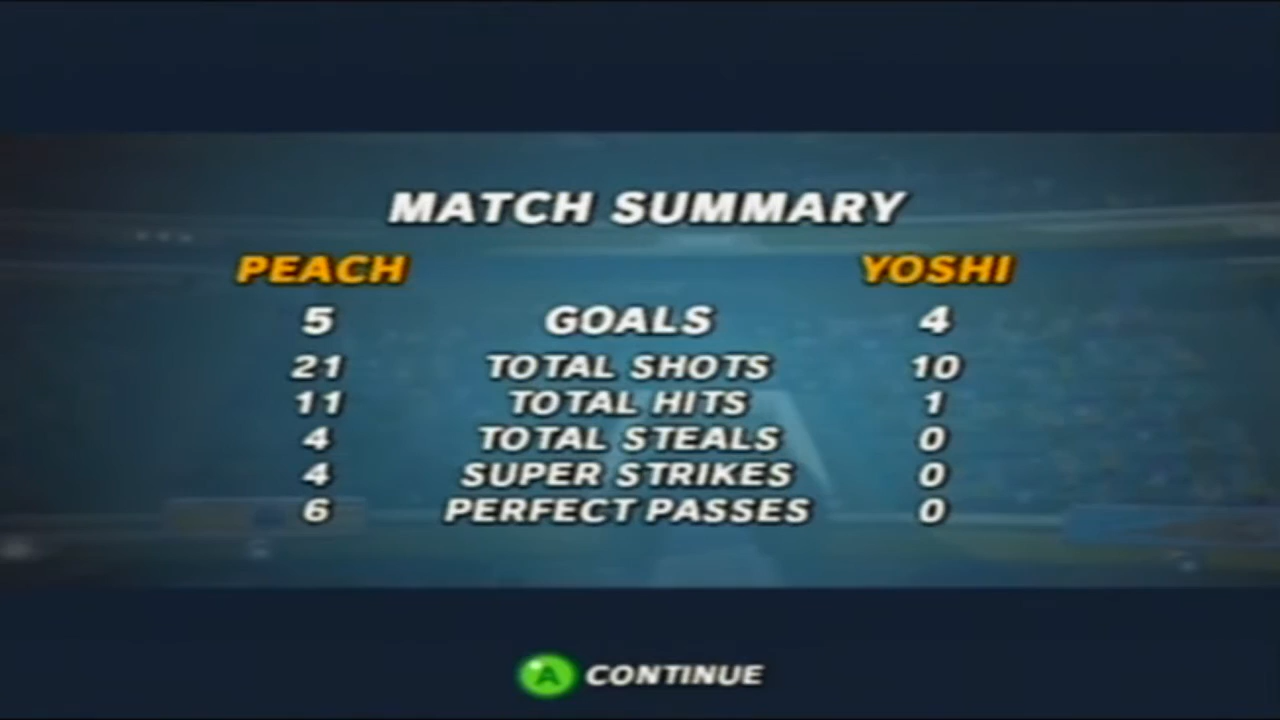 MATCH SUMMARY
PEACH YOSHI
5 GOALS 4
21 TOTAL SHOTS 10
11 TOTAL HITS 1
4 TOTAL STEALS 0
4 SUPER STRIKES 0
6 PERFECT PASSES 0
A CONTINUE